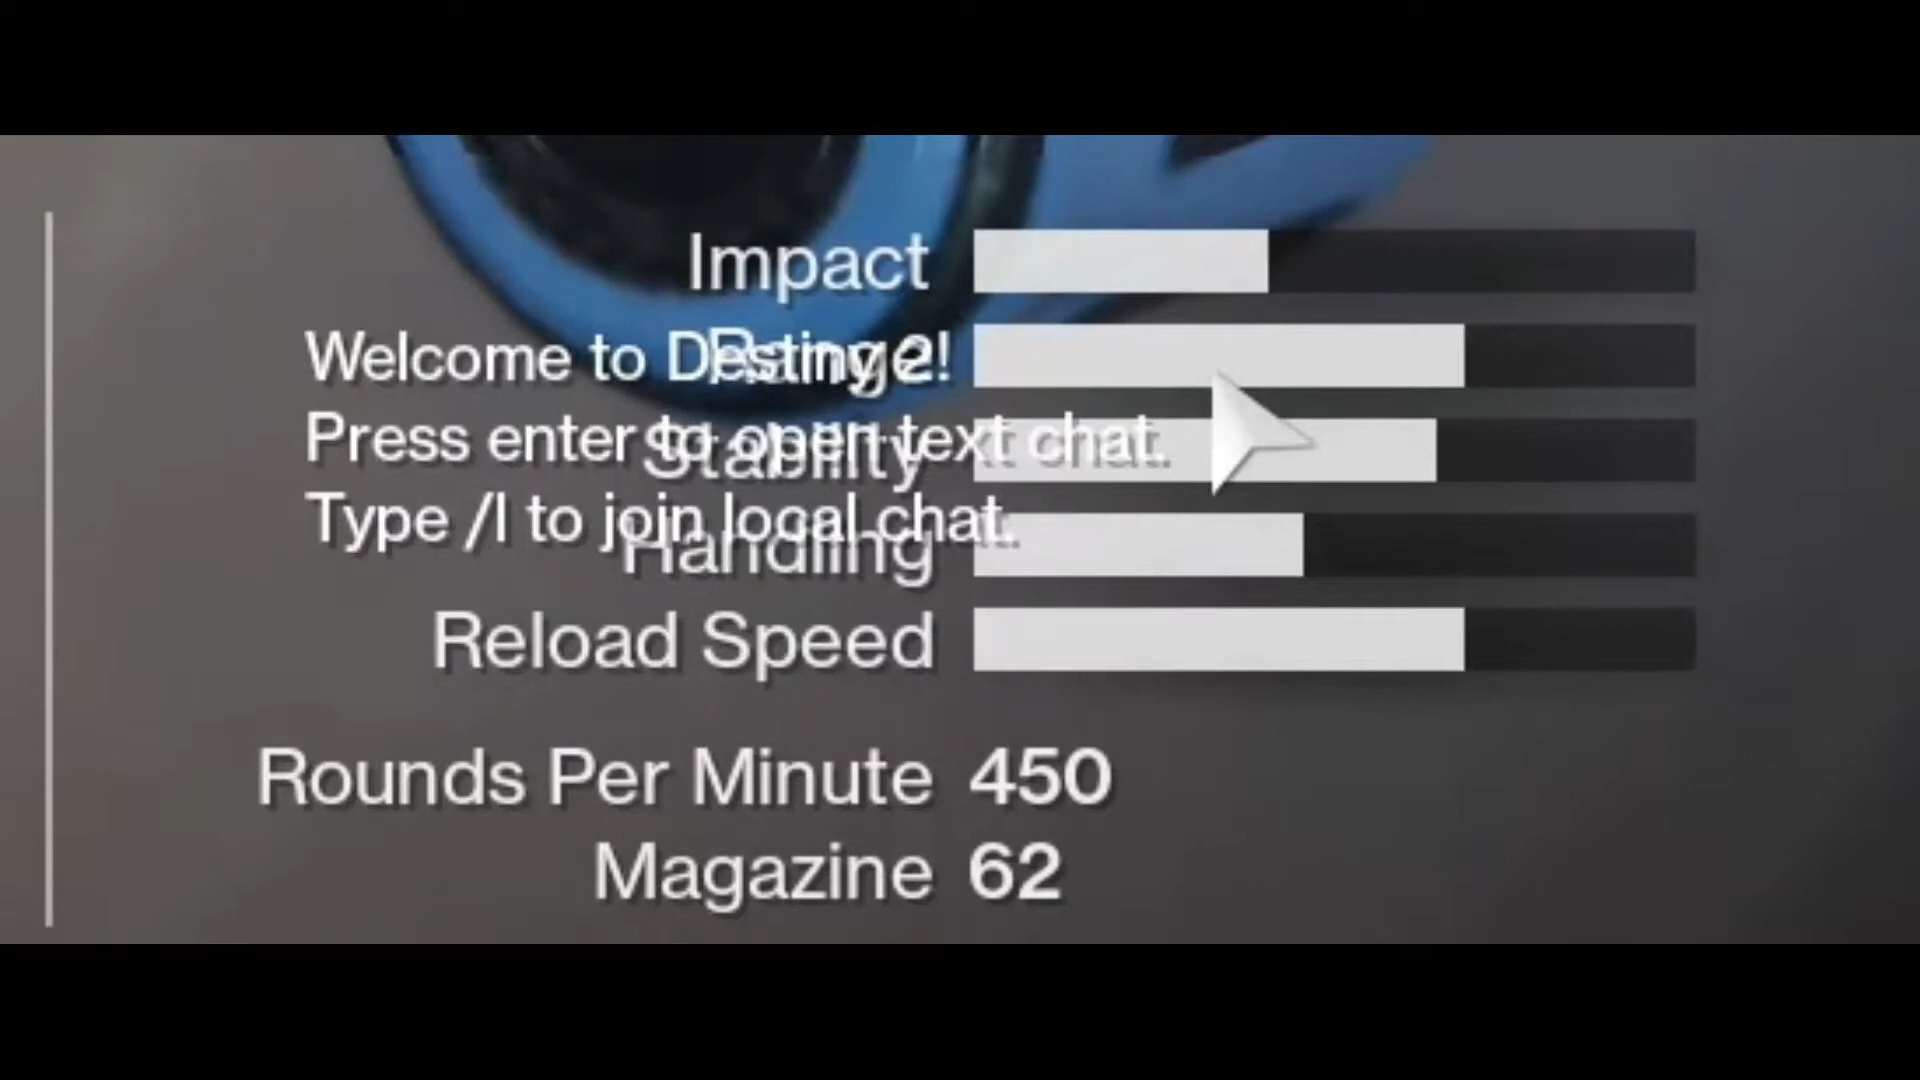 Impact
Range
Welcome to Destiny 2!
Stability
Press enter to open text chat.
Handling
Type /l to join local chat.
Reload Speed
Rounds Per Minute 450
Magazine 62